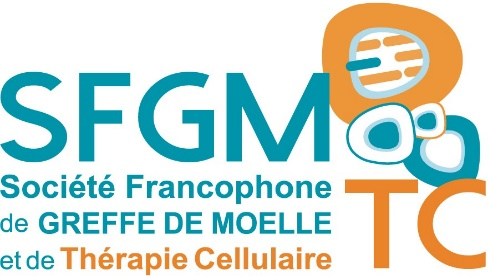 SFGM
TC
Société Francophone
de GREFFE DE MOELLE
et de Thérapie Cellulaire